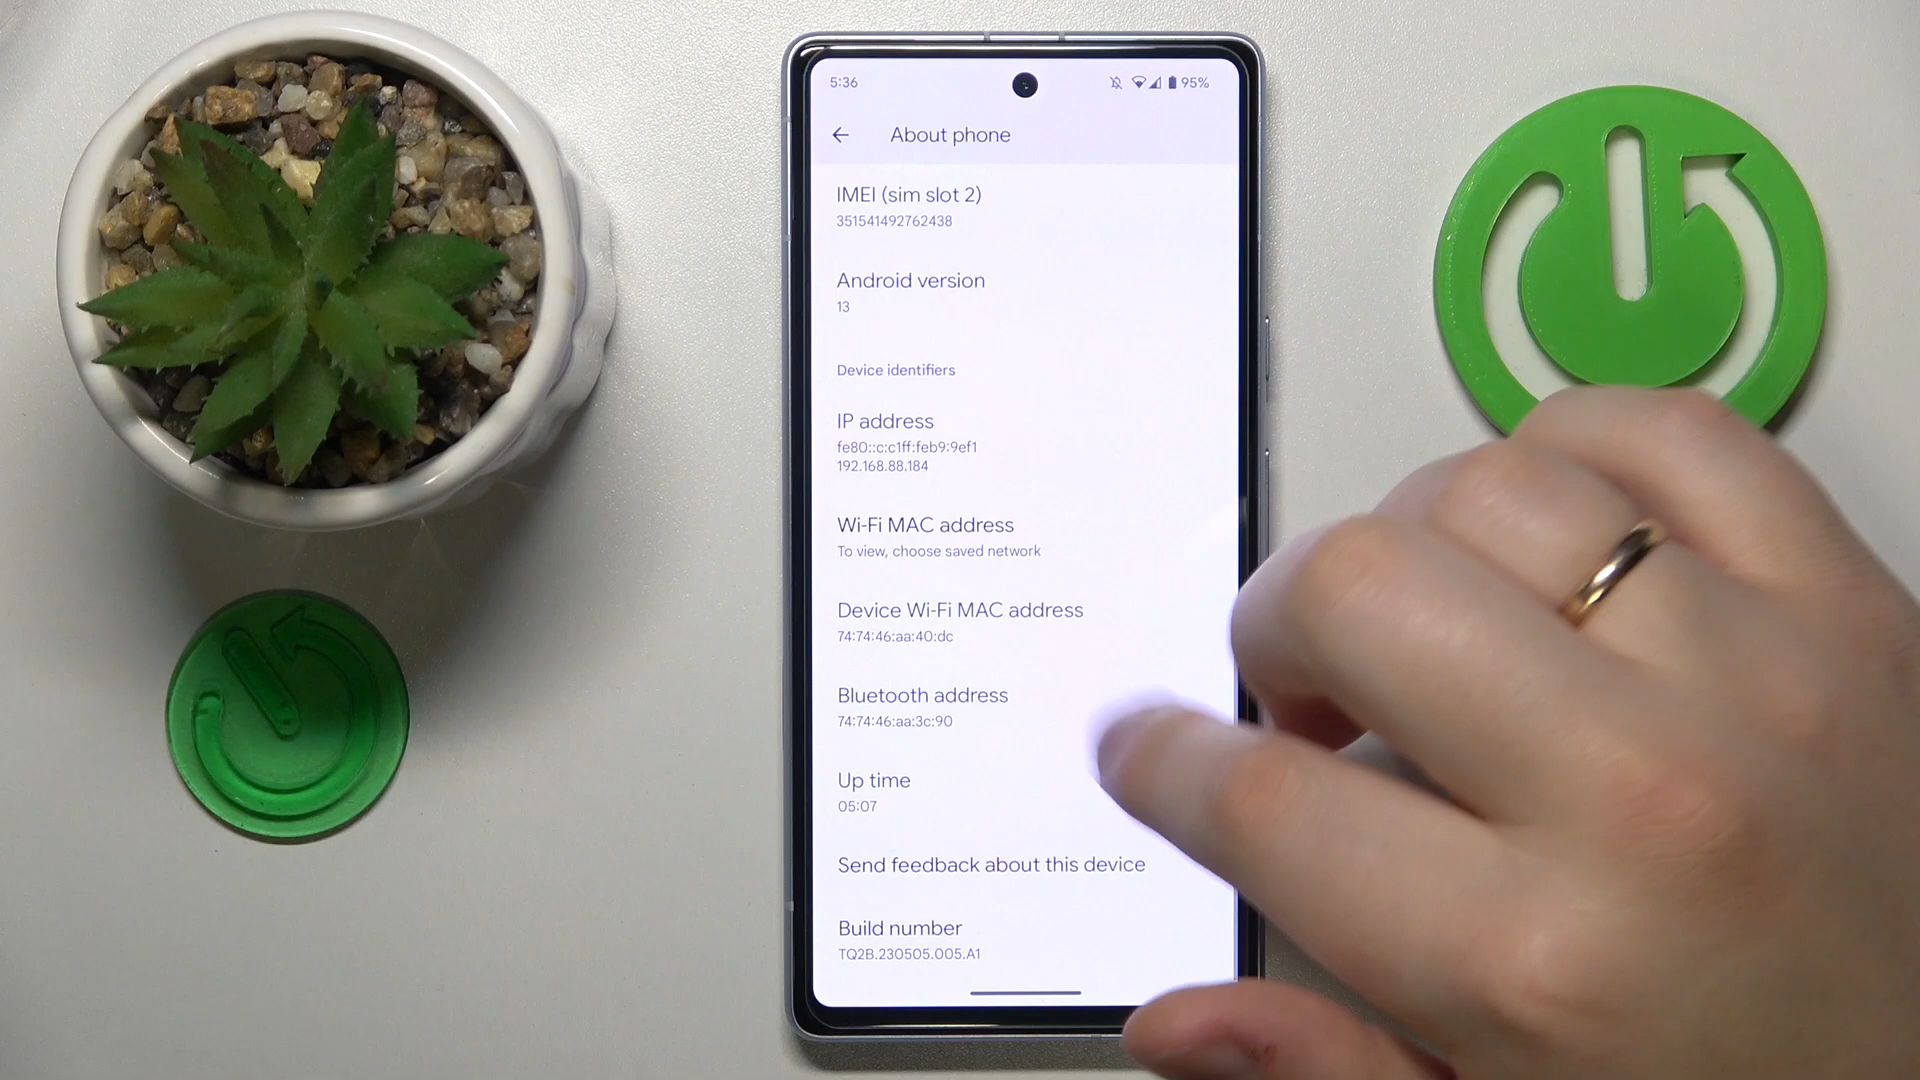 5:36
95%
About phone
IMEI (sim slot 2)
351541492762438
Android version
13
Device identifiers
IP address
fe80::c:c1ff:feb9:9ef1
192.168.88.184
Wi-Fi MAC address
To view, choose saved network
Device Wi-Fi MAC address
74:74:46:aa:40:dc
Bluetooth address
74:74:46:aa:3c:90
Up time
05:07
Send feedback about this device
Build number
TQ2B.230505.005.A1